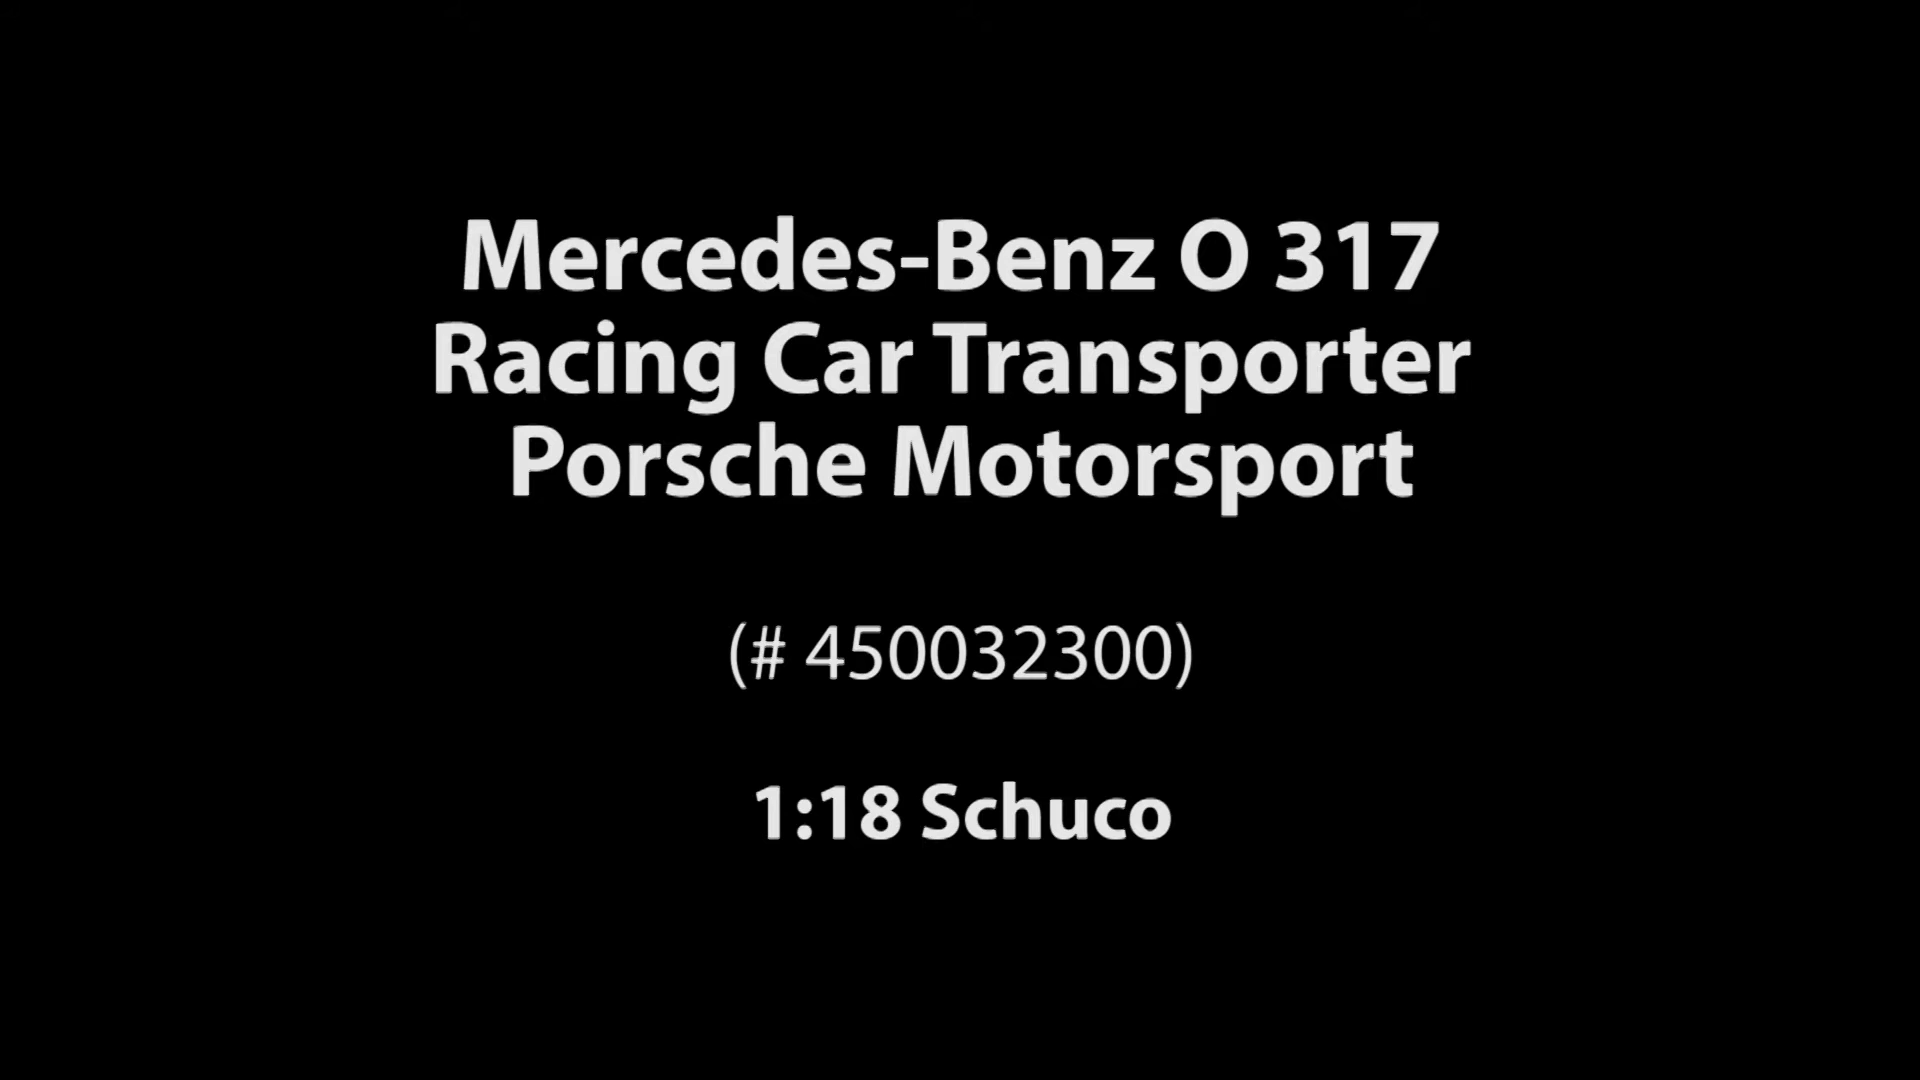 Mercedes-Benz O 317
Racing Car Transporter
Porsche Motorsport
(# 450032300)
1:18 Schuco